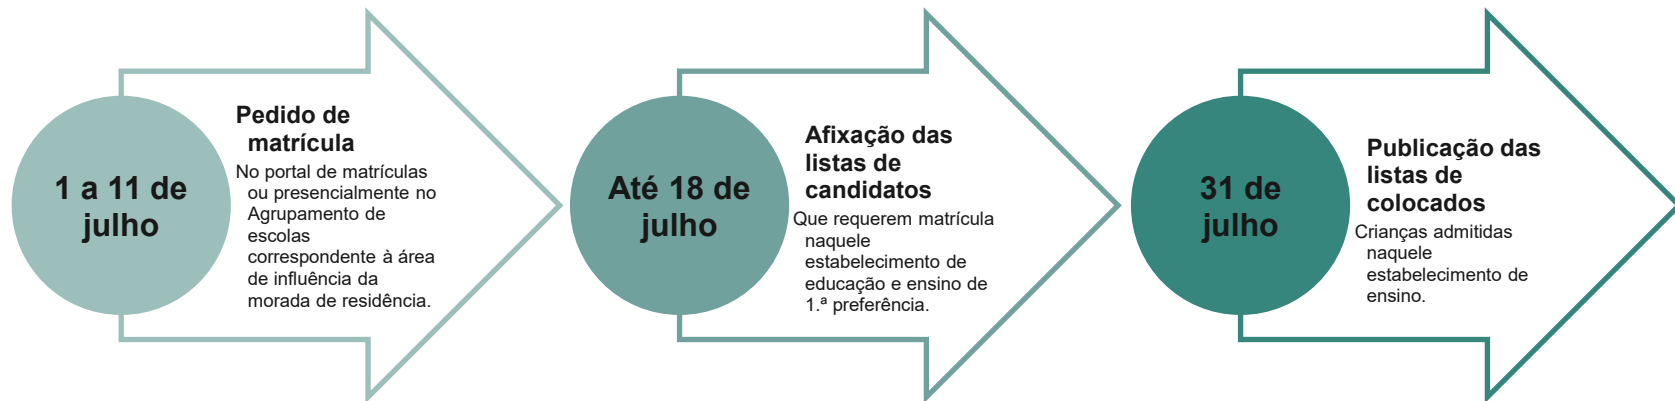 1 a 11 de
julho
Pedido de
matrícula
No portal de matrículas
ou presencialmente no
Agrupamento de
escolas
correspondente à área
de influência da
morada de residência.
Até 18 de
julho
Afixação das
listas de
candidatos
Que requerem matrícula
naquele
estabelecimento de
educação e ensino de
1.ª preferência.
31 de
julho
Publicação das
listas de
colocados
Crianças admitidas
naquele
estabelecimento de
ensino.